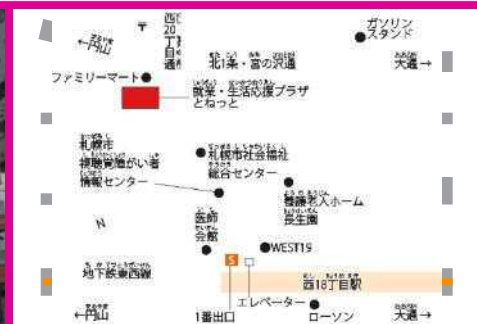 〒
西
20
丁
目
通
←円山
北1条・宮の沢通
ガソリン
スタンド
大通→
ファミリーマート
就業・生活応援プラザ
とねっと
札幌市
視聴覚障がい者
情報センター
札幌市社会福祉
総合センター
養護老人ホーム
長生園
医師
会館
N
WEST19
S
地下鉄東西線
西18丁目駅
エレベーター
←円山
1番出口
ローソン
大通→